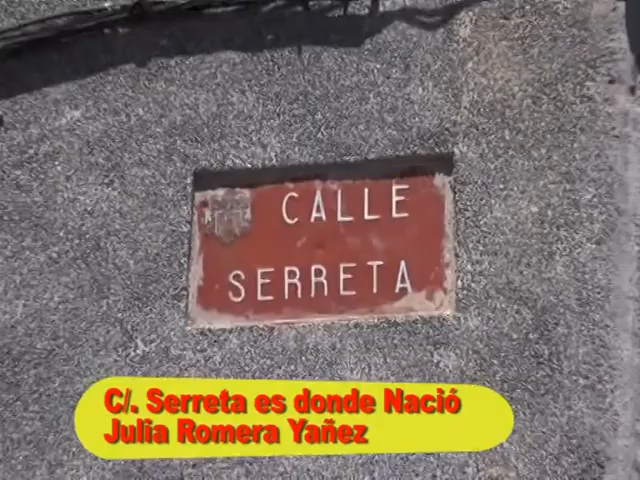 CALLE
SERRETA
C/. Serreta es donde Nació
Julia Romera Yañez